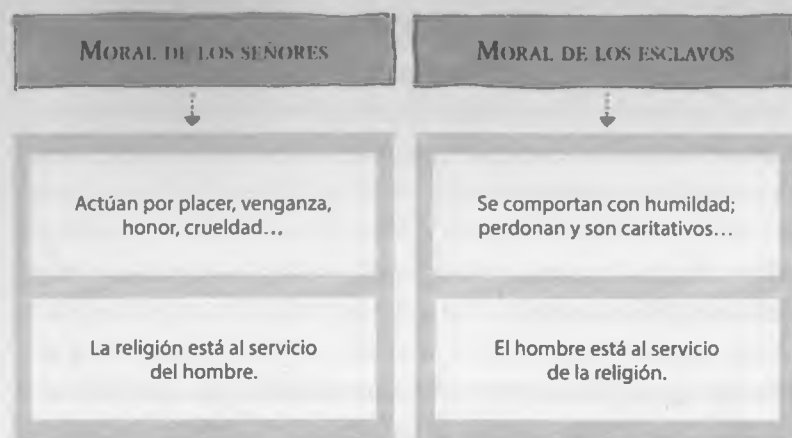 MORAL DE LOS SEÑORES
Actúan por placer, venganza,
honor, crueldad...
La religión está al servicio
del hombre.
MORAL DE LOS ESCLAVOS
Se comportan con humildad;
perdonan y son caritativos...
El hombre está al servicio
de la religión.